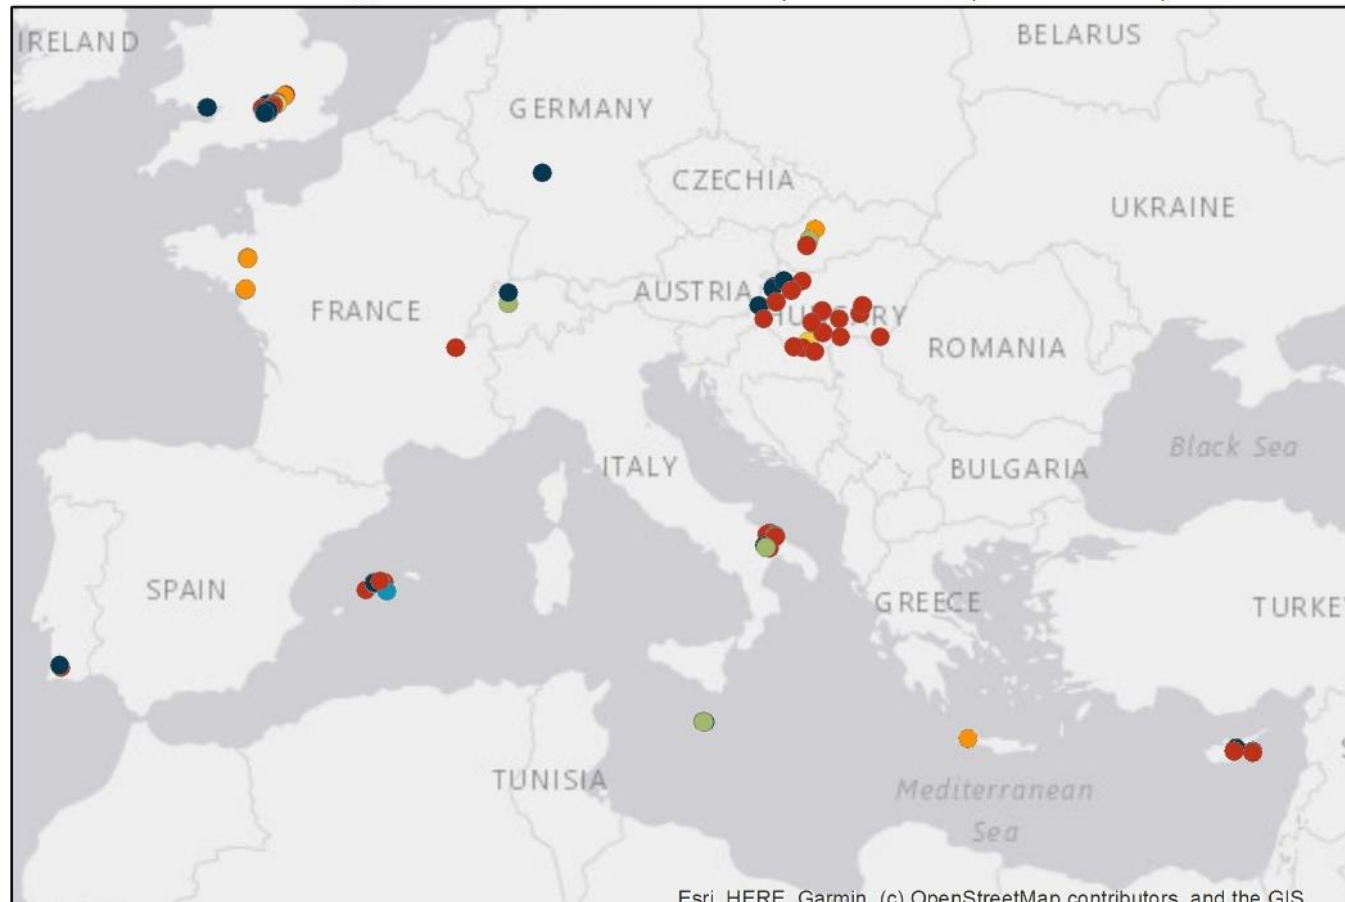 IRELAND
BELARUS
GERMANY
CZECHIA
UKRAINE
AUSTRIA
HUNGARY
FRANCE
ROMANIA
Black Sea
ITALY
BULGARIA
SPAIN
GREECE
TURKE
TUNISIA
Mediterranean
Sea
Esri, HERE, Garmin, (c) OpenStreetMap contributors, and the GIS